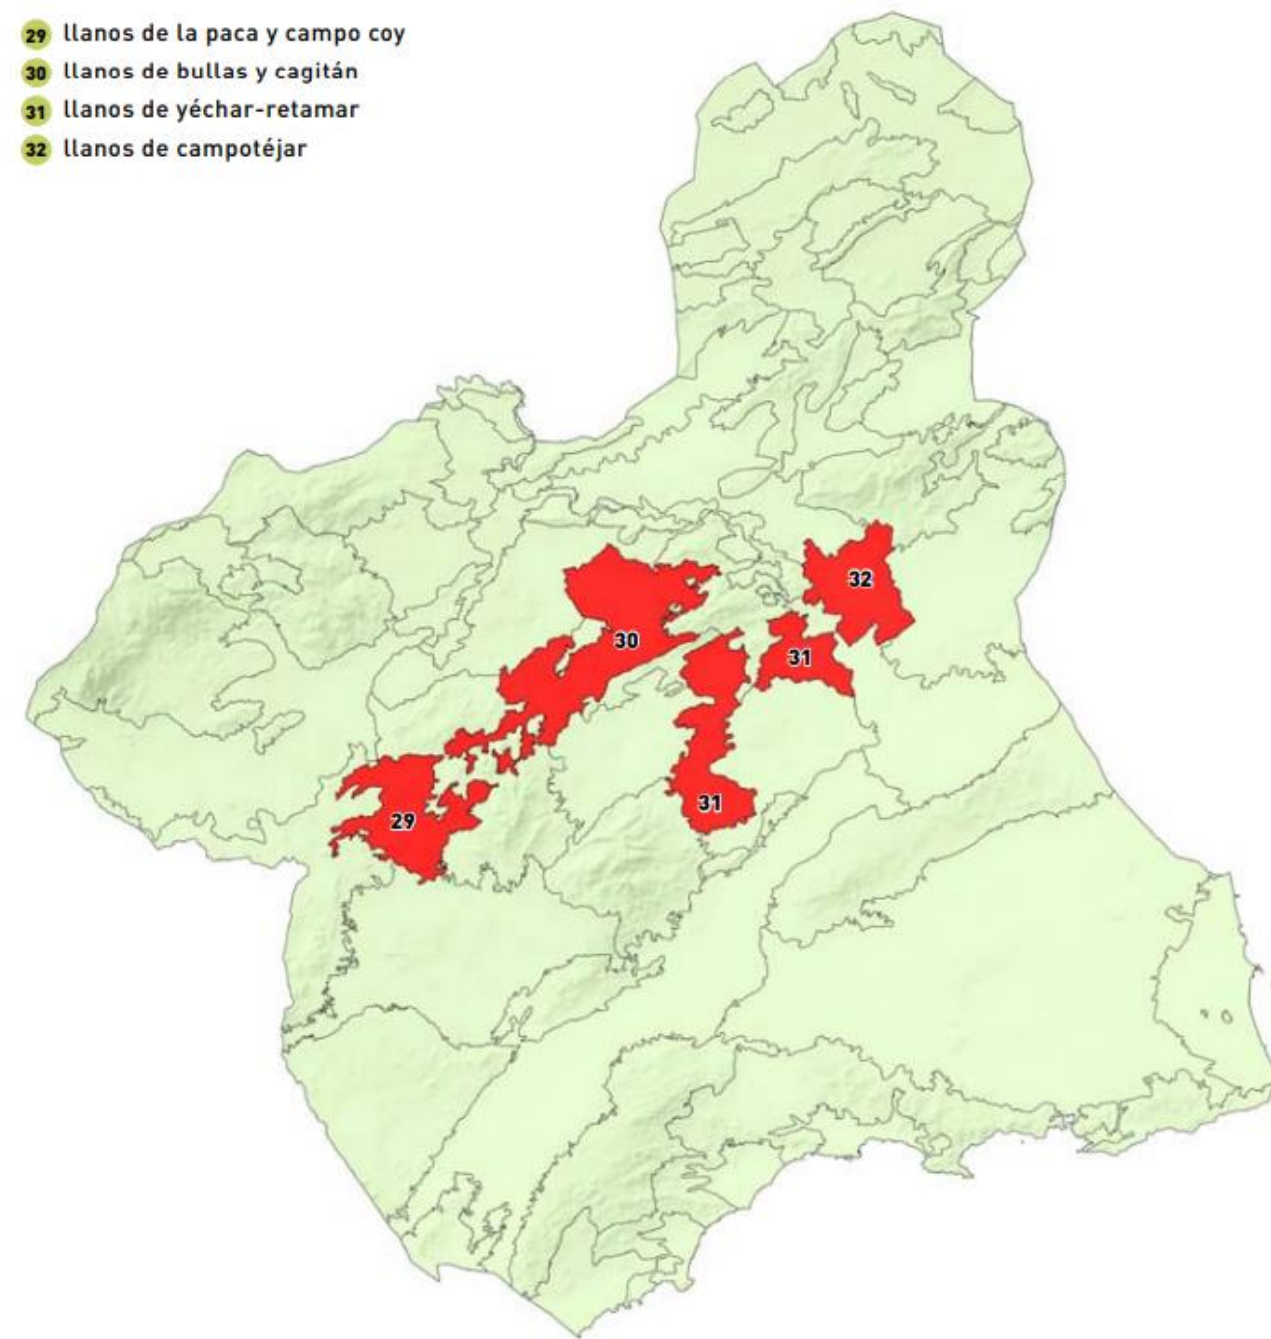 29 llanos de la paca y campo coy
30 llanos de bullas y cagitán
31 llanos de yéchar-retamar
32 llanos de campotéjar
32
30
31
31
29